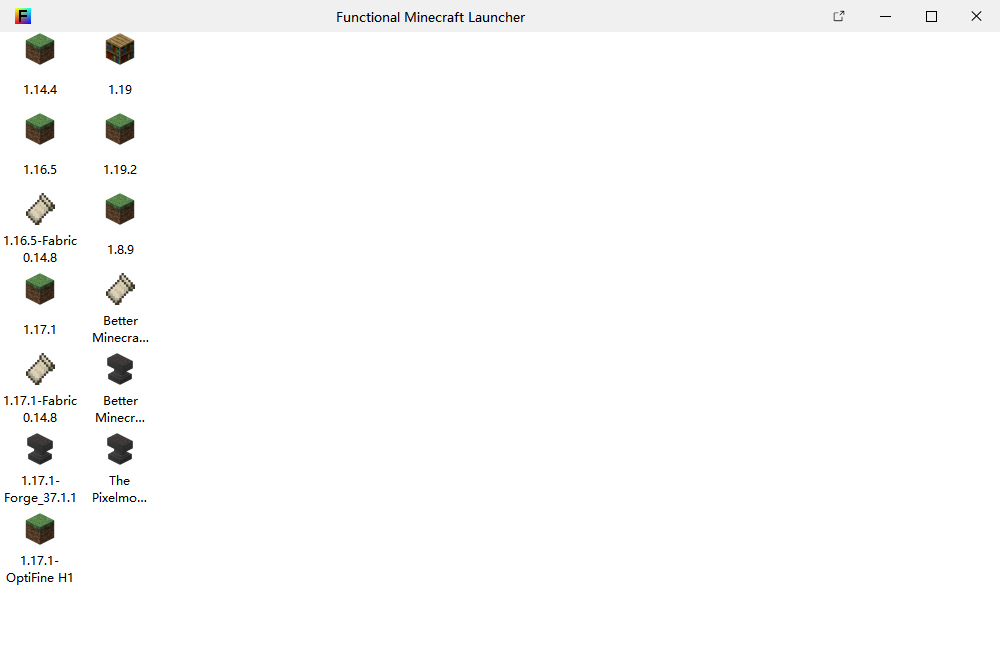 F
Functional Minecraft Launcher
1.14.4
1.16.5
1.16.5-Fabric
0.14.8
1.17.1
1.17.1-Fabric
0.14.8
1.17.1-
Forge_37.1.1
1.17.1-
OptiFine H1
1.19
1.19.2
1.8.9
Better
Minecra...
Better
Minecr...
The
Pixelmo...